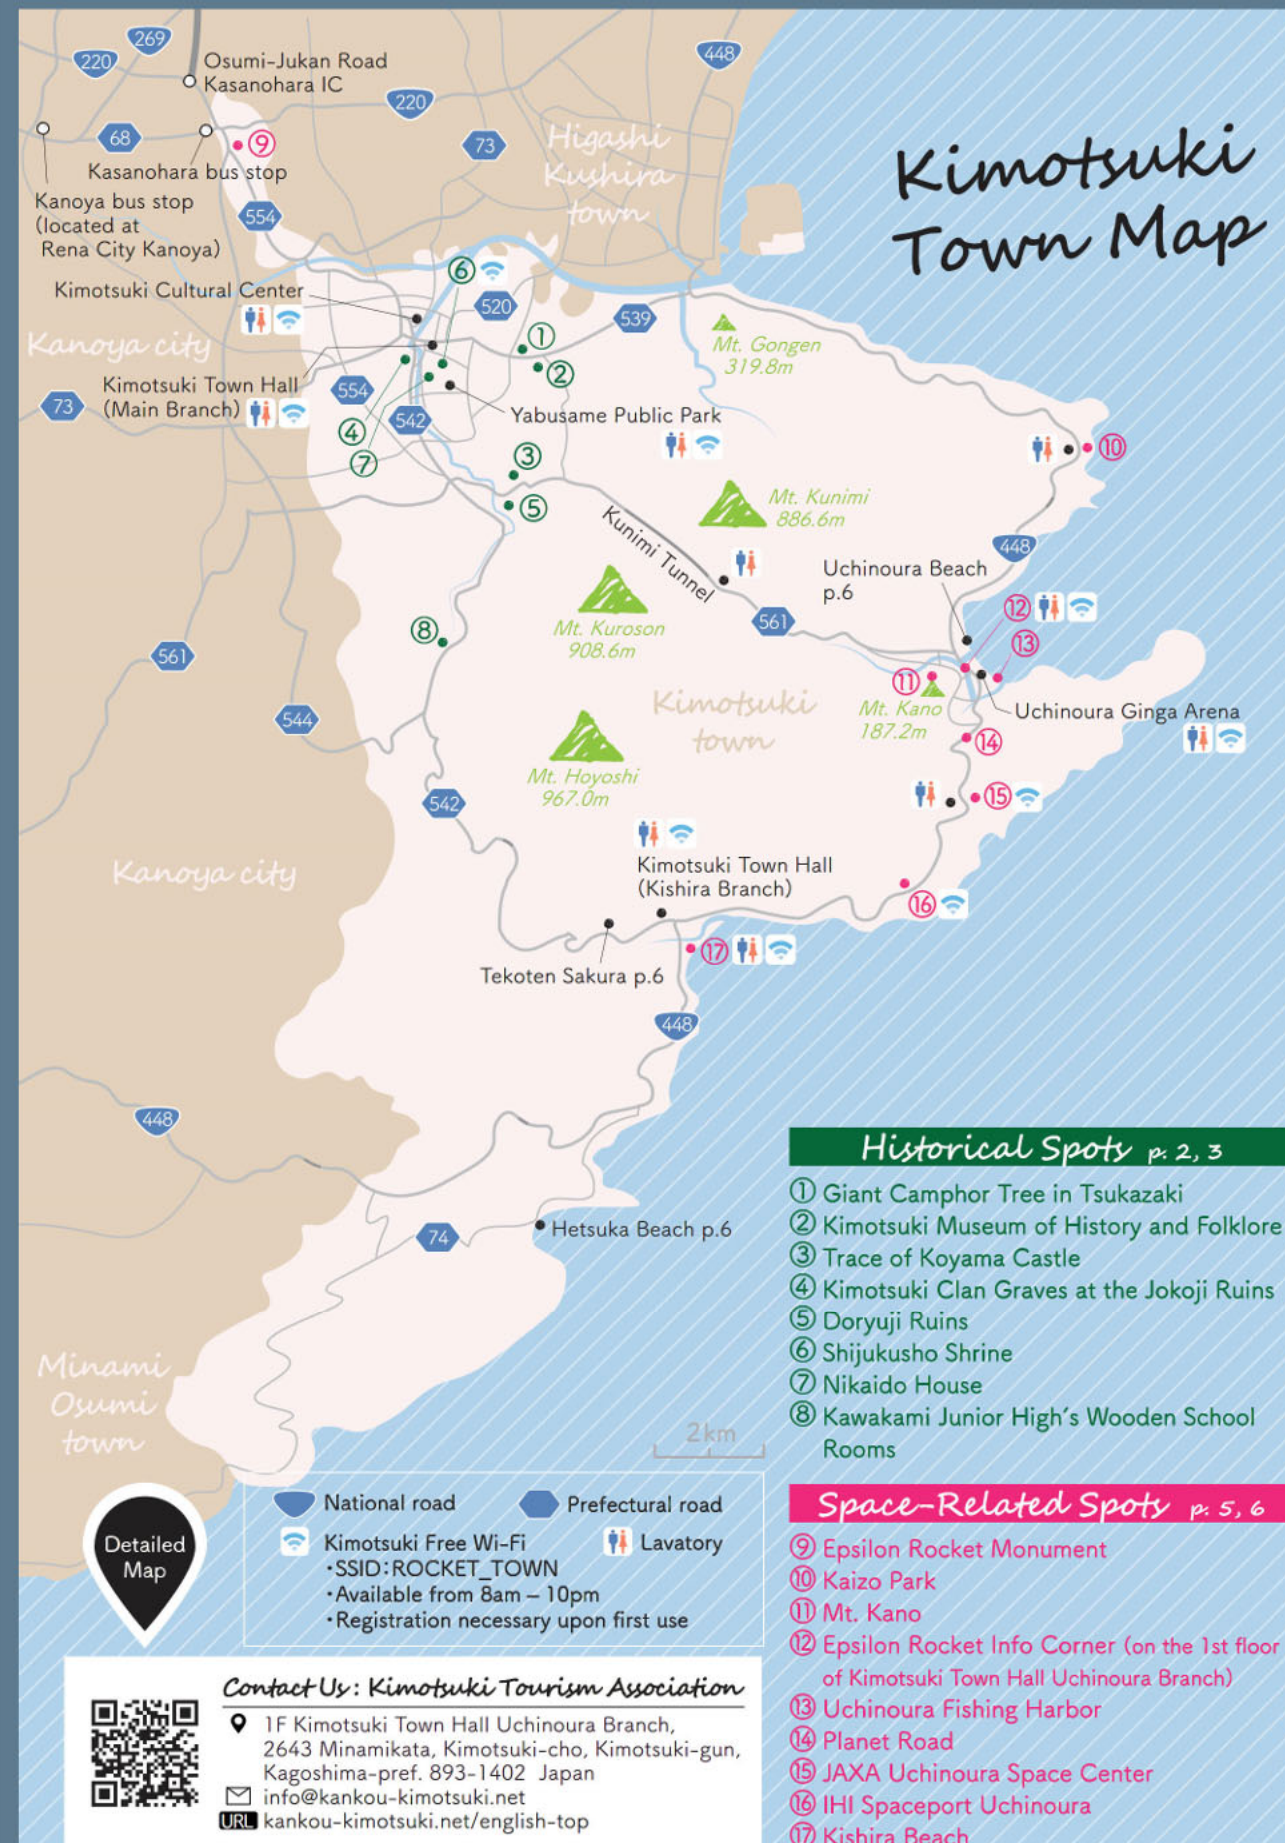 Kimotsuki
Town Map
269
220
Osumi-Jukan Road
Kasanohara IC
448
220
68
73
Higashi
Kushira
town
⑨
Kasanohara bus stop
Kanoya bus stop
(located at
Rena City Kanoya)
554
⑥
Kimotsuki Cultural Center
520
539
Kanoya city
①
②
Mt. Gongen
319.8m
Kimotsuki Town Hall
(Main Branch)
73
554
542
Yabusame Public Park
④
⑦
③
⑤
⑩
Mt. Kunimi
886.6m
Kunimi Tunnel
448
Uchinoura Beach
p.6
⑫
561
⑬
Mt. Kuroson
908.6m
⑧
561
⑪
Mt. Kano
187.2m
Kimotsuki
town
Uchinoura Ginga Arena
544
⑭
Mt. Hoyoshi
967.0m
542
⑮
Kanoya city
Kimotsuki Town Hall
(Kishira Branch)
⑯
⑰
Tekoten Sakura p.6
448
448
74
Hetsuka Beach p.6
Minami
Osumi
town
2km
Historical Spots p. 2, 3
① Giant Camphor Tree in Tsukazaki
② Kimotsuki Museum of History and Folklore
③ Trace of Koyama Castle
④ Kimotsuki Clan Graves at the Jokoji Ruins
⑤ Doryuji Ruins
⑥ Shijukusho Shrine
⑦ Nikaido House
⑧ Kawakami Junior High's Wooden School
Rooms
Space-Related Spots p. 5, 6
⑨ Epsilon Rocket Monument
⑩ Kaizo Park
⑪ Mt. Kano
⑫ Epsilon Rocket Info Corner (on the 1st floor
of Kimotsuki Town Hall Uchinoura Branch)
⑬ Uchinoura Fishing Harbor
⑭ Planet Road
⑮ JAXA Uchinoura Space Center
⑯ IHI Spaceport Uchinoura
⑰ Kishira Beach
National road
Prefectural road
Kimotsuki Free Wi-Fi
Lavatory
・SSID：ROCKET_TOWN
・Available from 8am – 10pm
・Registration necessary upon first use
Detailed
Map
Contact Us : Kimotsuki Tourism Association
1F Kimotsuki Town Hall Uchinoura Branch,
2643 Minamikata, Kimotsuki-cho, Kimotsuki-gun,
Kagoshima-pref. 893-1402 Japan
info@kankou-kimotsuki.net
URL kankou-kimotsuki.net/english-top